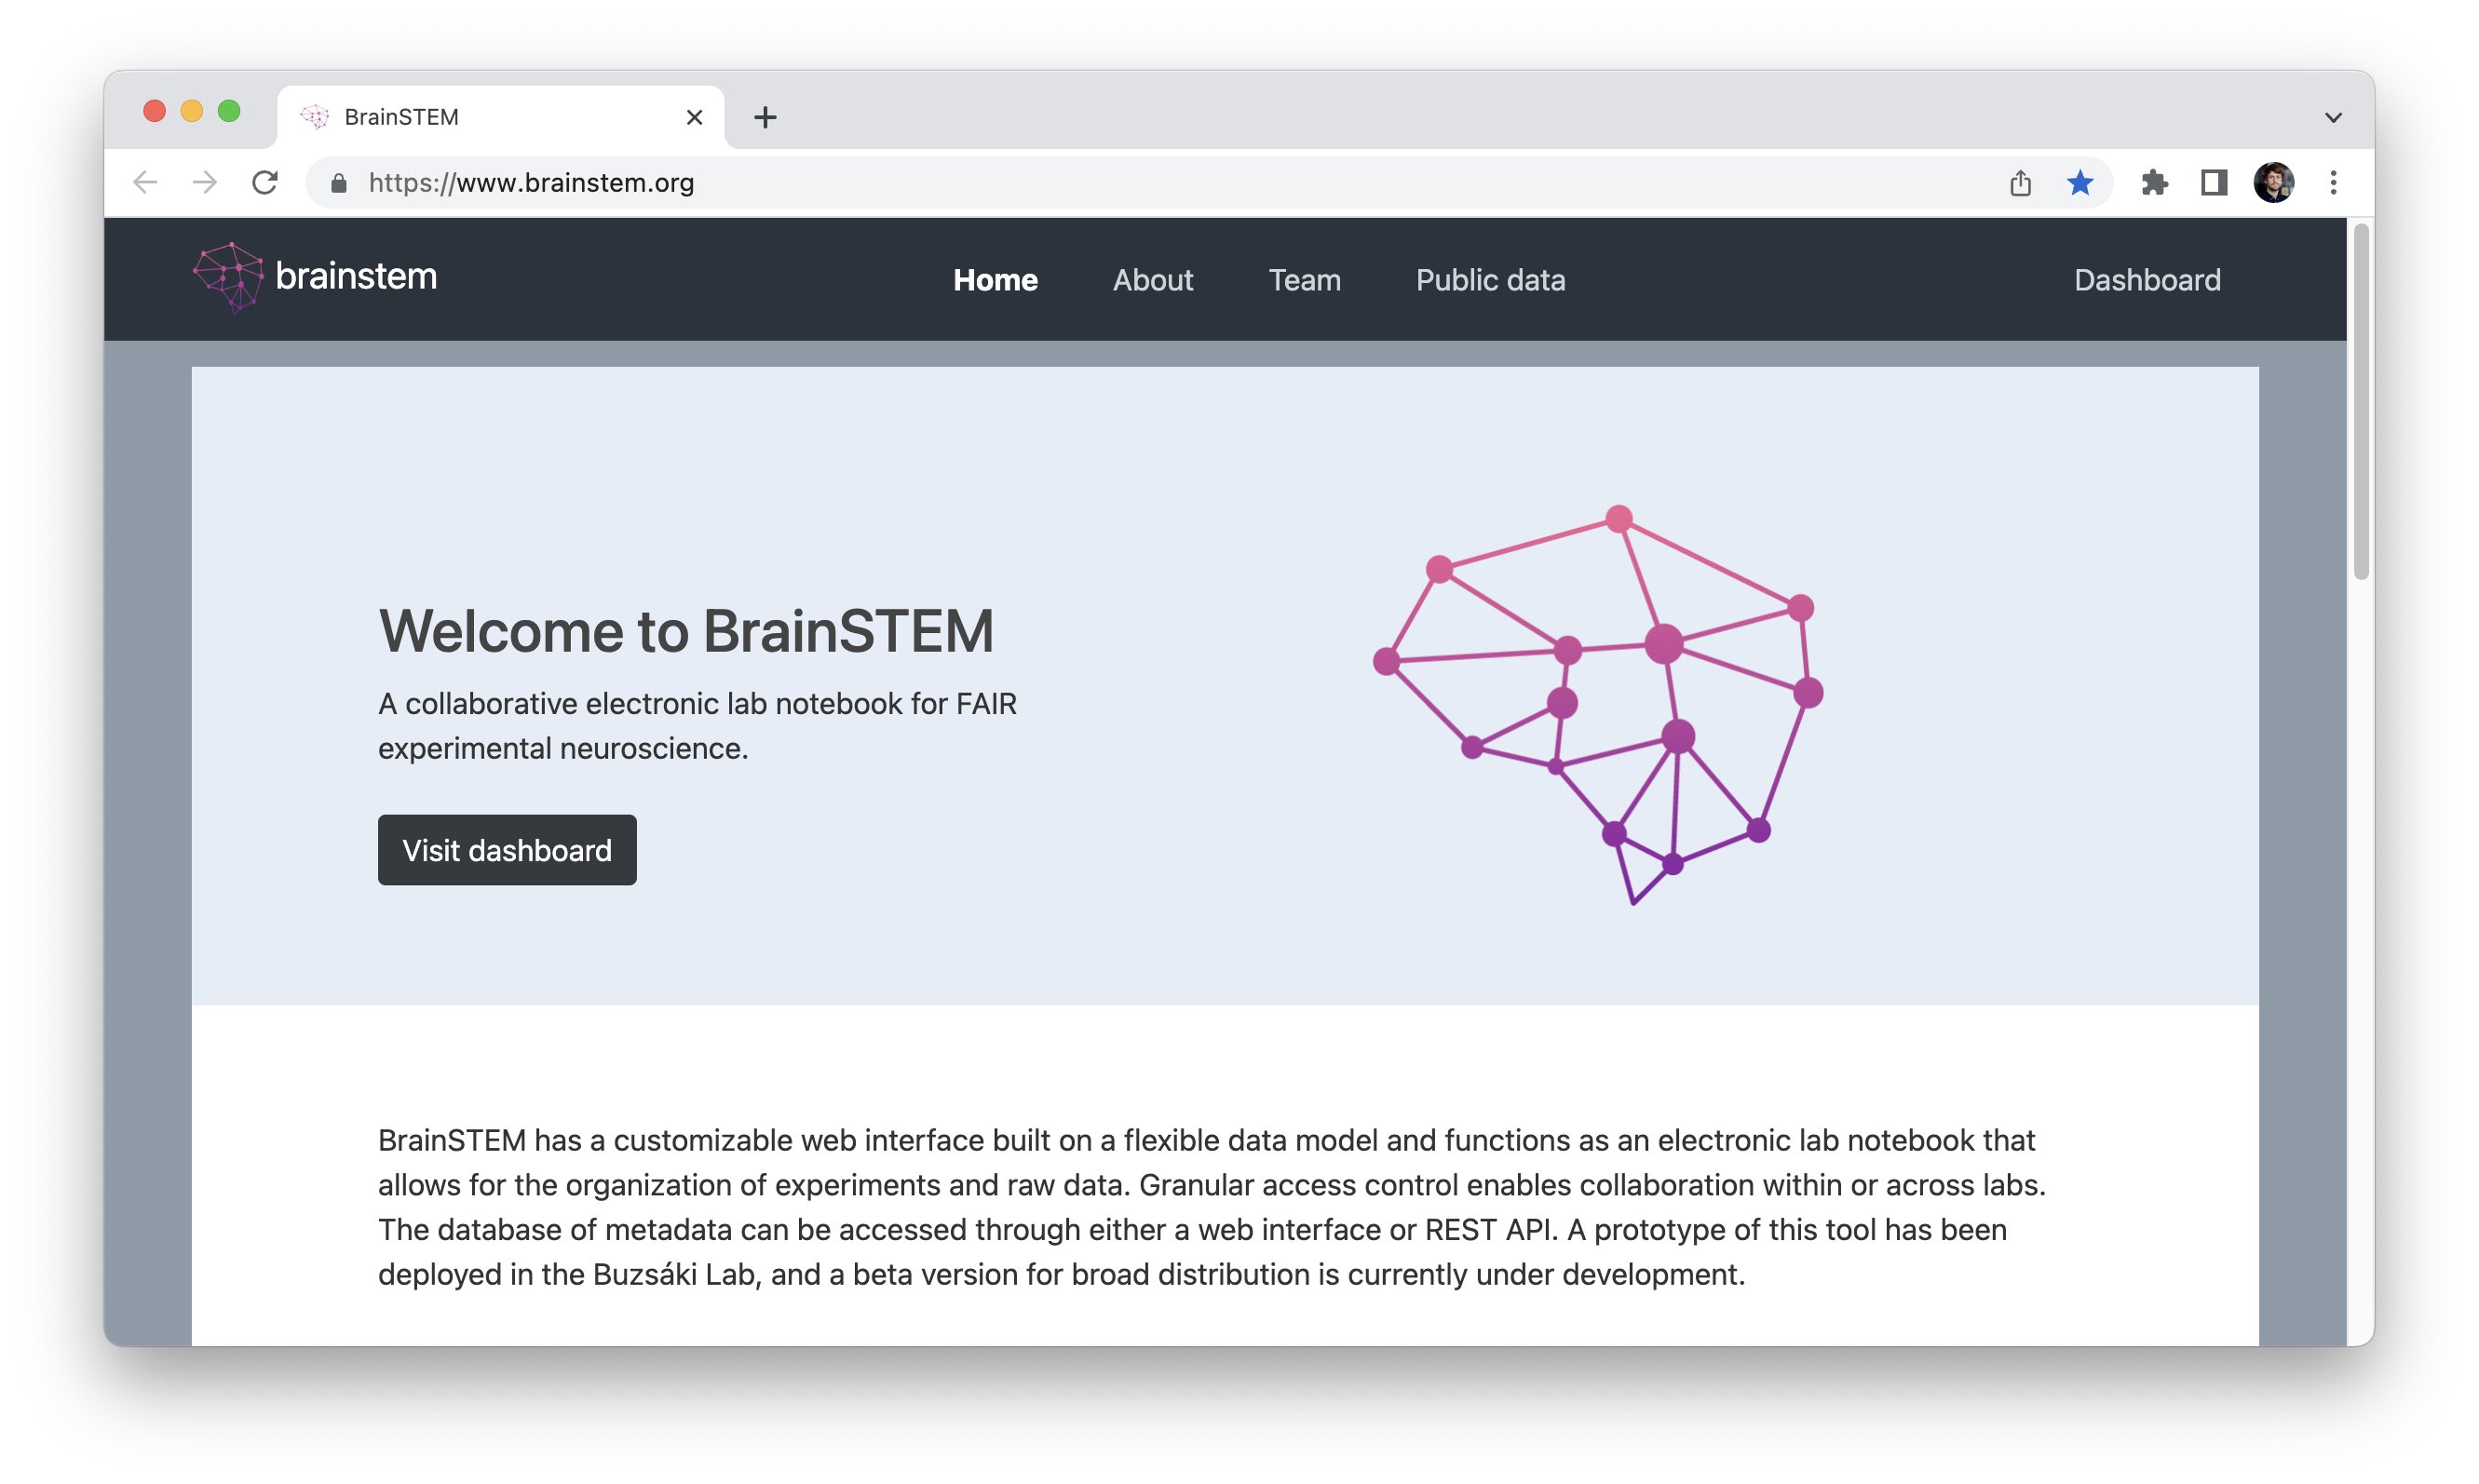 BrainSTEM
https://www.brainstem.org
brainstem
Home About Team Public data Dashboard
Welcome to BrainSTEM
A collaborative electronic lab notebook for FAIR
experimental neuroscience.
Visit dashboard
BrainSTEM has a customizable web interface built on a flexible data model and functions as an electronic lab notebook that
allows for the organization of experiments and raw data. Granular access control enables collaboration within or across labs.
The database of metadata can be accessed through either a web interface or REST API. A prototype of this tool has been
deployed in the Buzsáki Lab, and a beta version for broad distribution is currently under development.